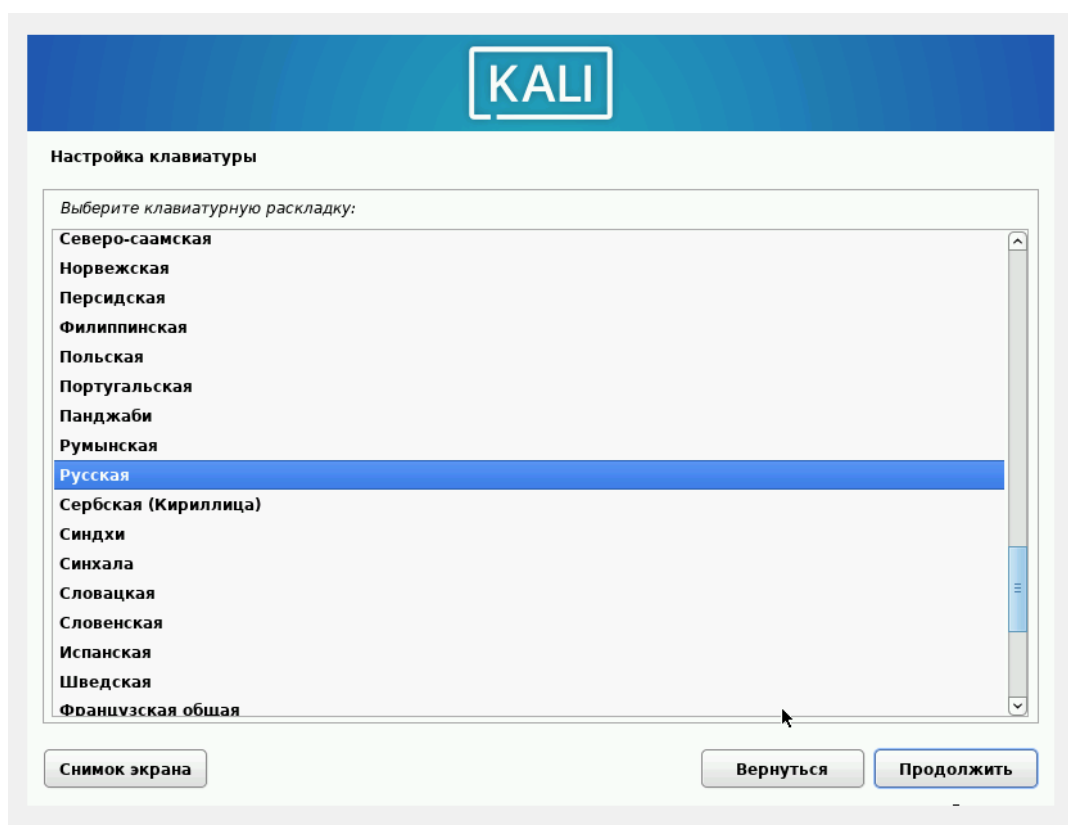 KALI
Настройка клавиатуры
Выберите клавиатурную раскладку:
Северо-саамская
Норвежская
Персидская
Филиппинская
Польская
Португальская
Панджаби
Румынская
Русская
Сербская (Кириллица)
Синдхи
Синхала
Словацкая
Словенская
Испанская
Шведская
Французская общая
Снимок экрана
Вернуться
Продолжить